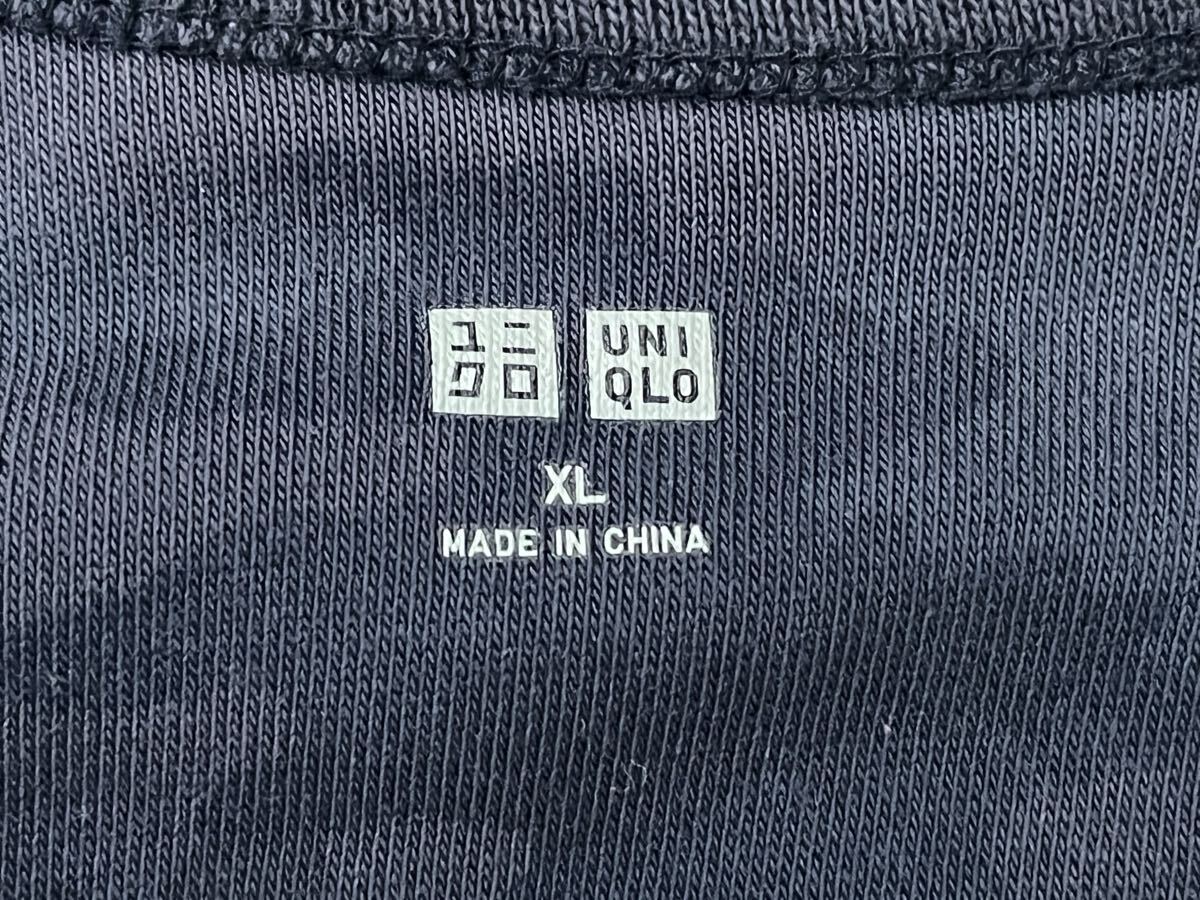 ユニ
クロ
UNI
QLO
XL
MADE IN CHINA